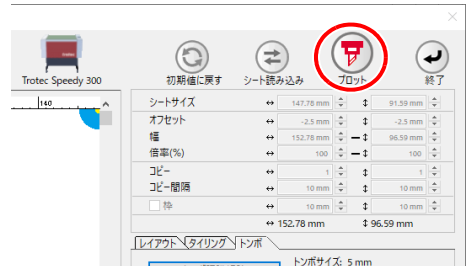 Trotec Speedy 300
初期値に戻す
シート読み込み
プロット
終了
140
シートサイズ ↔ 147.78 mm ↕ 91.59 mm
オフセット ↔ -2.5 mm ↕ -2.5 mm
幅 ↔ 152.78 mm ↕ 96.59 mm
倍率(%) ↔ 100 ↕ 100
コピー ↔ 1 ↕ 1
コピー間隔 ↔ 10 mm ↕ 10 mm
枠 ↔ 10 mm ↕ 10 mm
↔ 152.78 mm ↕ 96.59 mm
レイアウト タイリング トンボ
トンボサイズ: 5 mm